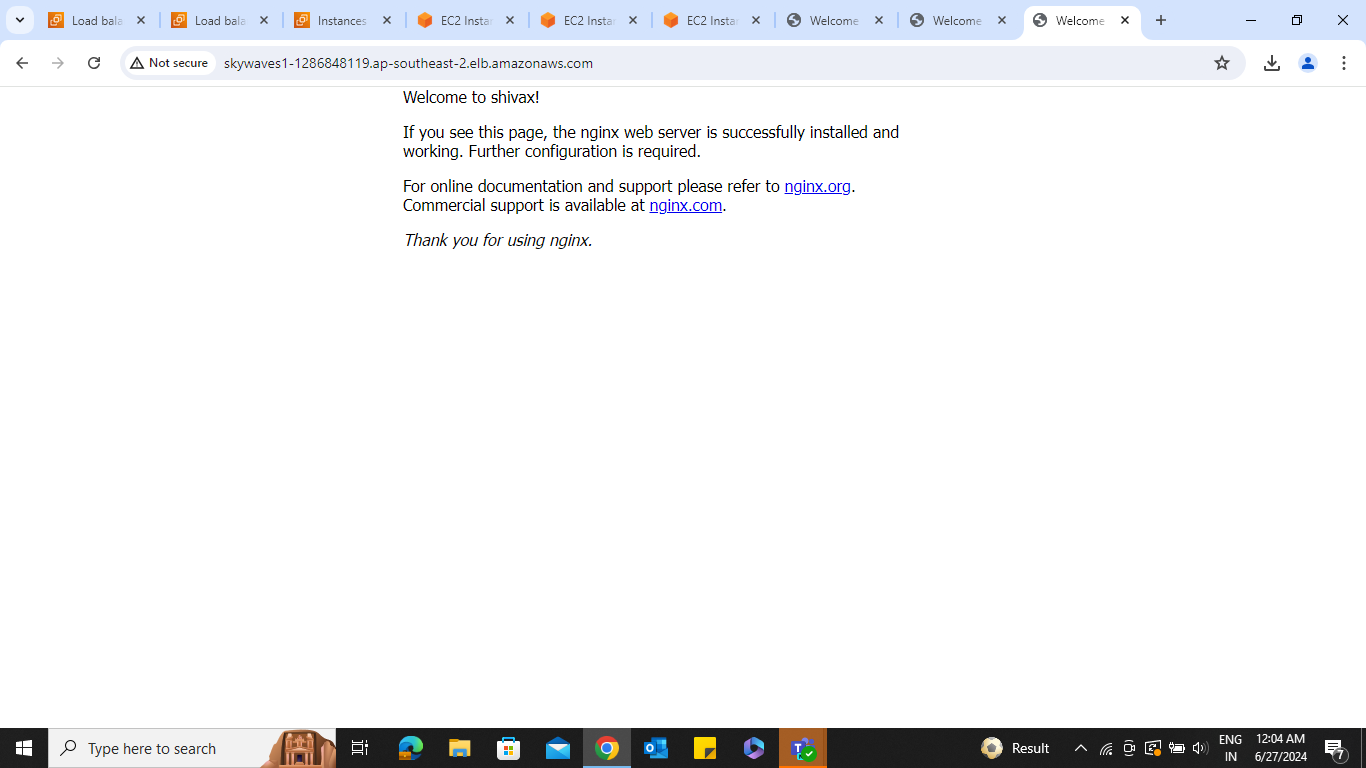 Load bala
Load bala
Instances
EC2 Instan
EC2 Instan
EC2 Instan
Welcome
Welcome
Welcome
Not secure
skywaves1-1286848119.ap-southeast-2.elb.amazonaws.com
Welcome to shivax!
If you see this page, the nginx web server is successfully installed and
working. Further configuration is required.
For online documentation and support please refer to nginx.org.
Commercial support is available at nginx.com.
Thank you for using nginx.
Type here to search
Result
ENG
IN
12:04 AM
6/27/2024
7